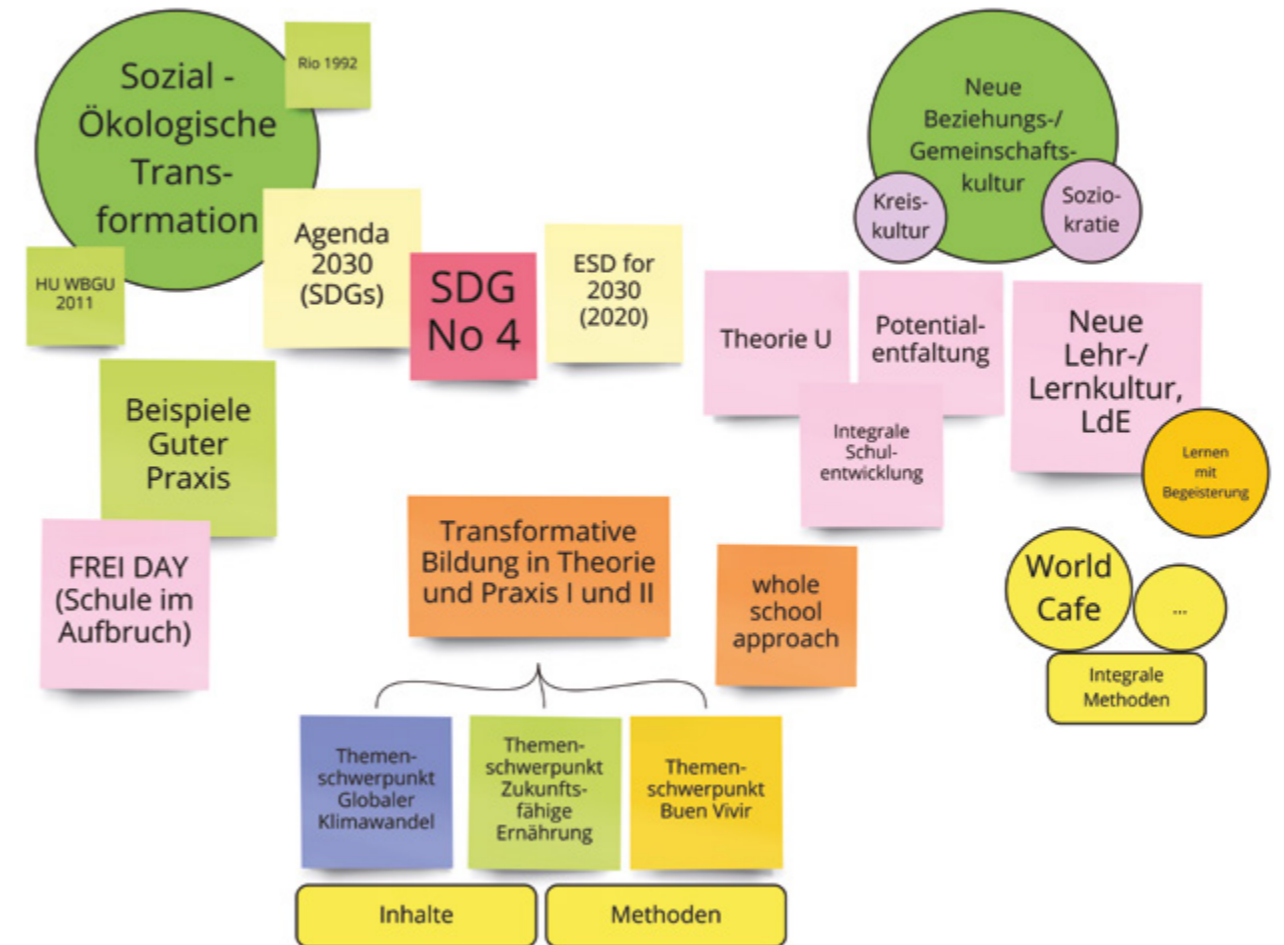 Sozial -
Ökologische
Trans-
formation
Rio 1992
HU WBGU
2011
Agenda
2030
(SDGs)
SDG
No 4
ESD for
2030
(2020)
Beispiele
Guter
Praxis
FREI DAY
(Schule im
Aufbruch)
Neue
Beziehungs-/
Gemeinschafts-
kultur
Kreis-
kultur
Sozio-
kratie
Theorie U
Potential-
entfaltung
Integrale
Schul-
entwicklung
Neue
Lehr-/
Lernkultur,
LdE
Lernen
mit
Begeisterung
World
Cafe
...
Integrale
Methoden
Transformative
Bildung in Theorie
und Praxis I und II
whole
school
approach
Themen-
schwerpunkt
Globaler
Klimawandel
Themen-
schwerpunkt
Zukunfts-
fähige
Ernährung
Themen-
schwerpunkt
Buen Vivir
Inhalte
Methoden